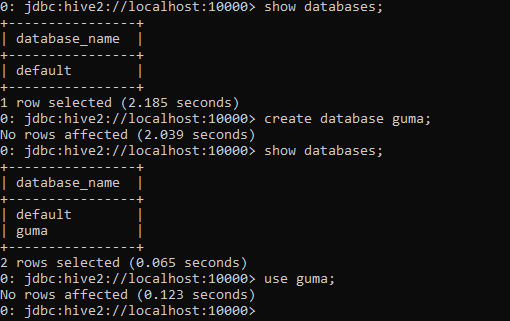 0: jdbc:hive2://localhost:10000> show databases;
+----------------+
| database_name  |
+----------------+
| default        |
+----------------+
1 row selected (2.185 seconds)
0: jdbc:hive2://localhost:10000> create database guma;
No rows affected (2.039 seconds)
0: jdbc:hive2://localhost:10000> show databases;
+----------------+
| database_name  |
+----------------+
| default        |
| guma           |
+----------------+
2 rows selected (0.065 seconds)
0: jdbc:hive2://localhost:10000> use guma;
No rows affected (0.123 seconds)
0: jdbc:hive2://localhost:10000>